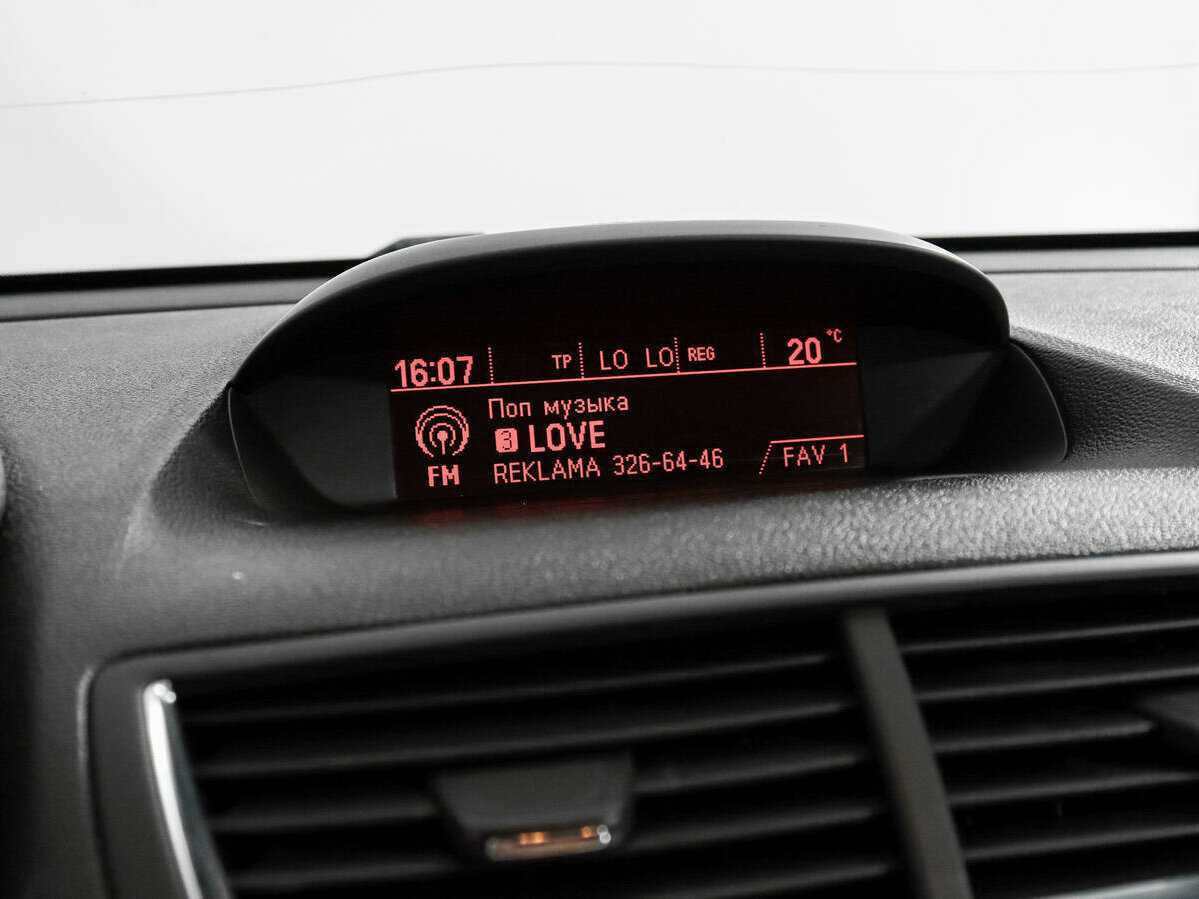 16:07 TP LO LO REG 20 °C
Поп музыка
3 LOVE
FM REKLAMA 326-64-46 FAV 1